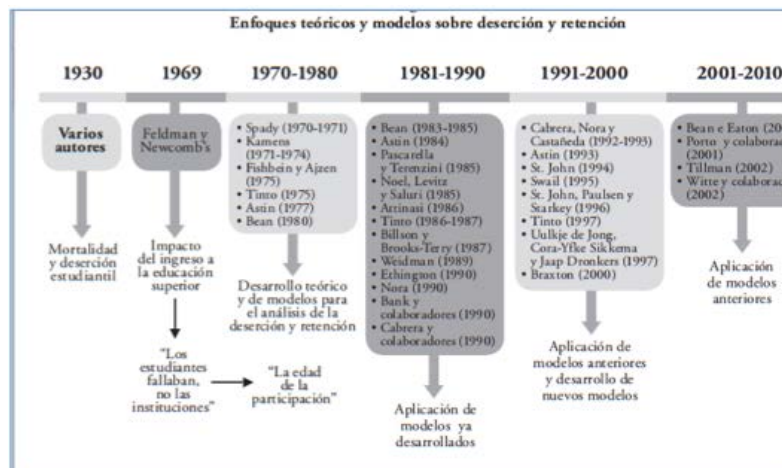 Enfoques teóricos y modelos sobre deserción y retención
1930
Varios
autores
Mortalidad
y deserción
estudiantil
1969
Feldman y
Newcomb's
Impacto
del ingreso a
la educación
superior
"Los
estudiantes
fallaban,
no las
instituciones"
1970-1980
• Spady (1970-1971)
• Kamens
(1971-1974)
• Fishbein y Ajzen
(1975)
• Tinto (1975)
• Astin (1977)
• Bean (1980)
Desarrollo teórico
y de modelos para
el análisis de la
deserción y retención
"La edad
de la
participación"
1981-1990
• Bean (1983-1985)
• Astin (1984)
• Pascarella
y Terenzini (1985)
• Noel, Levitz
y Saluri (1985)
• Attinasi (1986)
• Tinto (1986-1987)
• Billson y
Brooks-Terry (1987)
• Weidman (1989)
• Ethington (1990)
• Nora (1990)
• Bank y
colaboradores (1990)
• Cabrera y
colaboradores (1990)
Aplicación de
modelos ya
desarrollados
1991-2000
• Cabrera, Nora y
Castañeda (1992-1993)
• Astin (1993)
• St. John (1994)
• Swail (1995)
• St. John, Paulsen y
Starkey (1996)
• Tinto (1997)
• Uulkje de Jong,
Cora-Yfke Sikkema
y Jaap Dronkers (1997)
• Braxton (2000)
Aplicación de
modelos anteriores
y desarrollo de
nuevos modelos
2001-2010
• Bean e Eaton
• Porto y
(2001)
• Tillman (2002)
• Witte y
(2002)
Aplicación
de modelos
anteriores